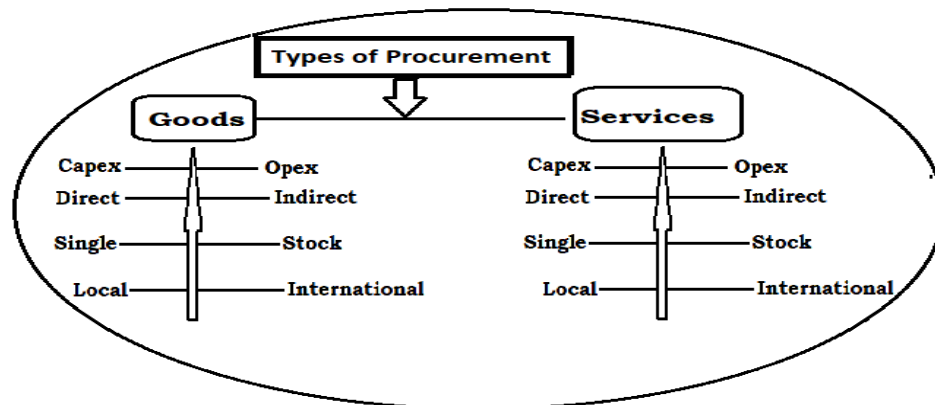 Types of Procurement
Goods
Services
Capex Opex
Direct Indirect
Single Stock
Local International
Capex Opex
Direct Indirect
Single Stock
Local International